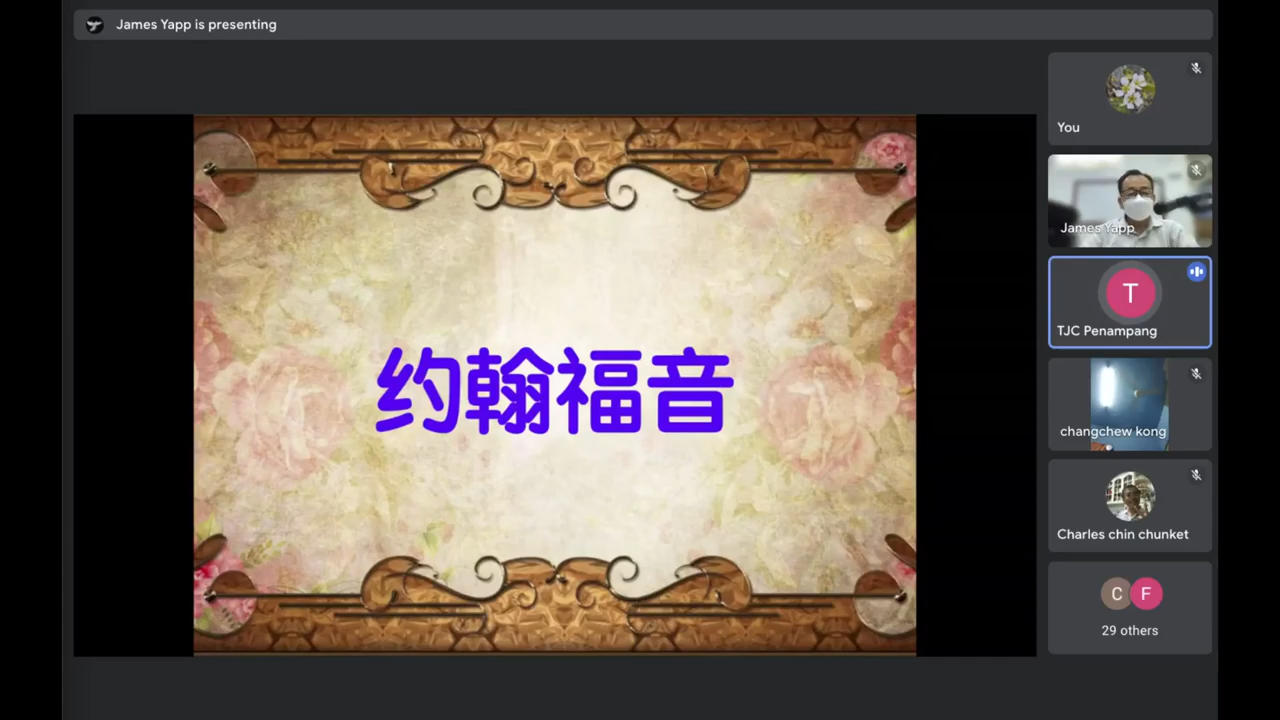 James Yapp is presenting
You
James Yapp
约翰福音
T
TJC Penampang
changchew kong
Charles chin chunket
C F
29 others